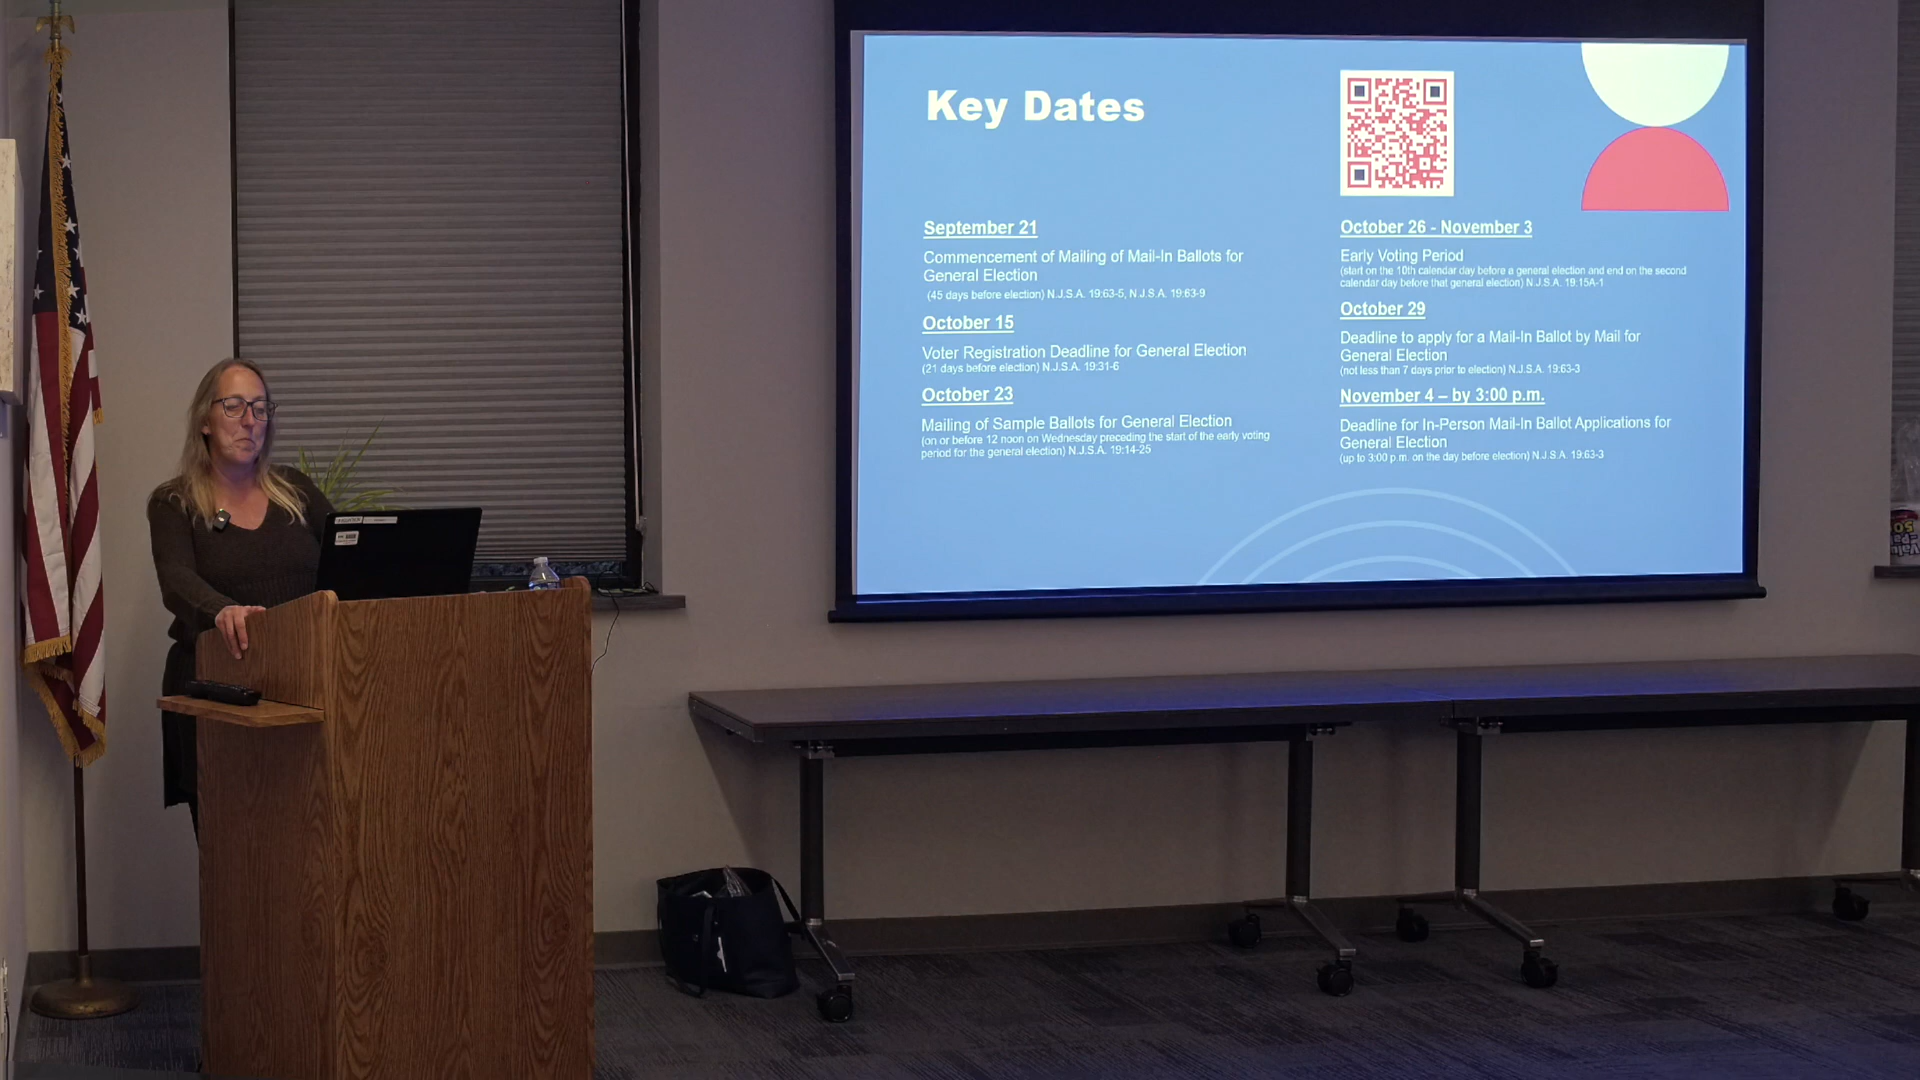 Key Dates
September 21
Commencement of Mailing of Mail-In Ballots for
General Election
(45 days before election) N.J.S.A. 19:63-5, N.J.S.A. 19:63-9
October 15
Voter Registration Deadline for General Election
(21 days before election) N.J.S.A. 19:31-6
October 23
Mailing of Sample Ballots for General Election
(on or before 12 noon on Wednesday preceding the start of the early voting
period for the general election) N.J.S.A. 19:14-25
October 26 - November 3
Early Voting Period
(start on the 10th calendar day before a general election and end on the second
calendar day before that general election) N.J.S.A. 19:15A-1
October 29
Deadline to apply for a Mail-In Ballot by Mail for
General Election
(not less than 7 days prior to election) N.J.S.A. 19:63-3
November 4 – by 3:00 p.m.
Deadline for In-Person Mail-In Ballot Applications for
General Election
(up to 3:00 p.m. on the day before election) N.J.S.A. 19:63-3